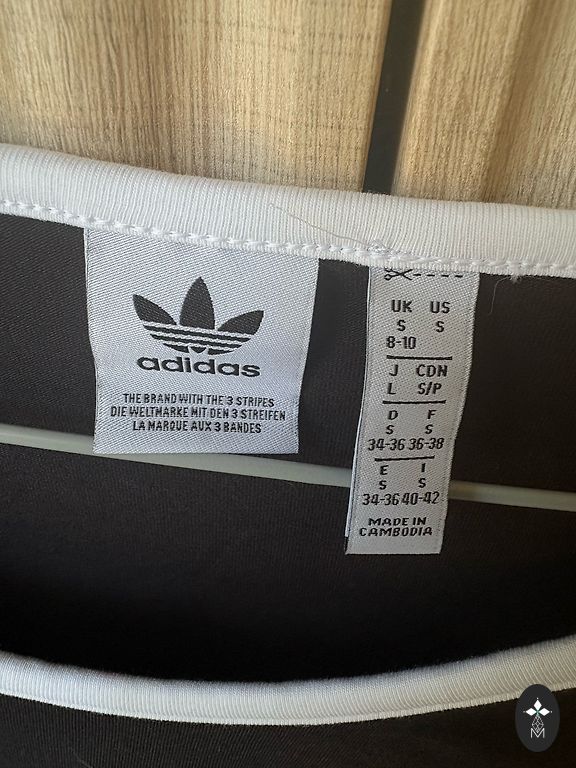 adidas
THE BRAND WITH THE 3 STRIPES
DIE WELTMARKE MIT DEN 3 STREIFEN
LA MARQUE AUX 3 BANDES
UK US
S S
8-10
J CDN
L S/P
D F
S S
34-36 36-38
E I
S S
34-36 40-42
MADE IN
CAMBODIA
M